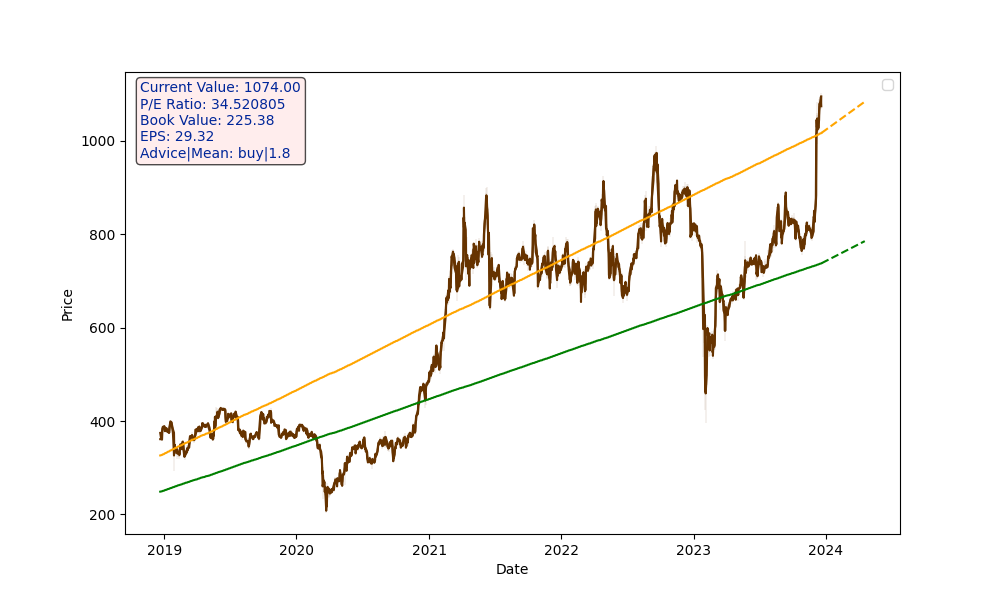 Current Value: 1074.00
P/E Ratio: 34.520805
Book Value: 225.38
EPS: 29.32
Advice|Mean: buy|1.8
1000
800
600
400
200
Price
2019
2020
2021
2022
2023
2024
Date